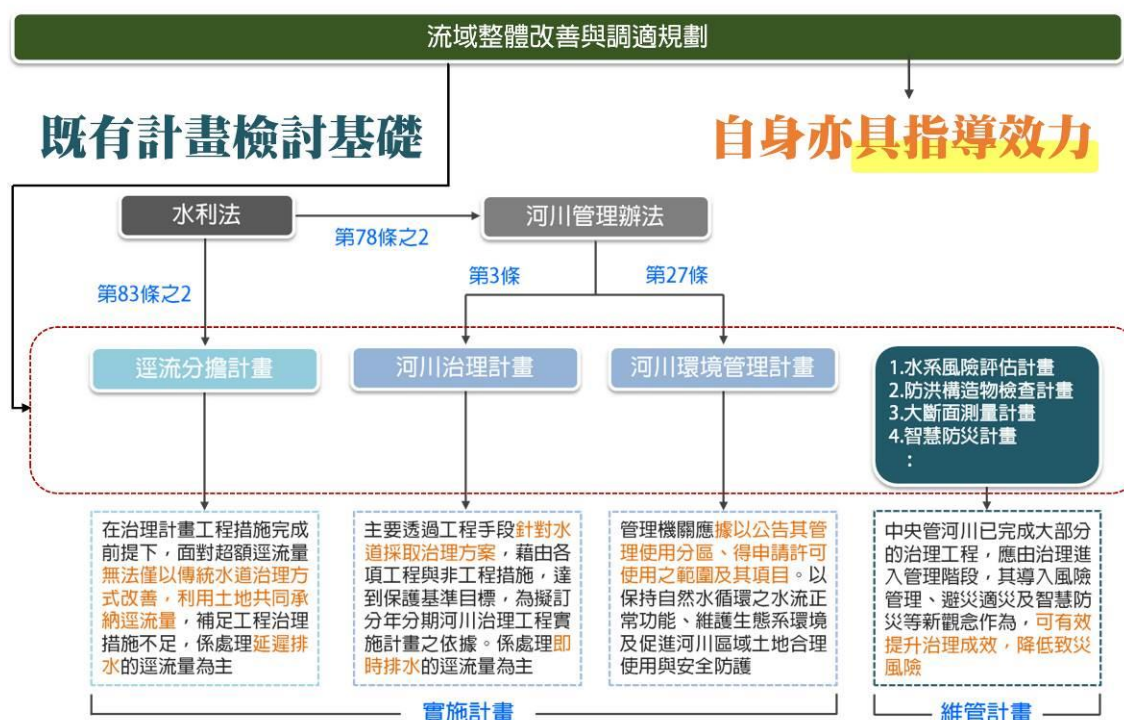 流域整體改善與調適規劃
既有計畫檢討基礎
自身亦具指導效力
水利法
河川管理辦法
第78條之2
第83條之2
第3條
第27條
逕流分擔計畫
河川治理計畫
河川環境管理計畫
1.水系風險評估計畫
2.防洪構造物檢查計畫
3.大斷面測量計畫
4.智慧防災計畫
:
在治理計畫工程措施完成
前提下，面對超額逕流量
無法僅以傳統水道治理方
式改善，利用土地共同承
納逕流量，補足工程治理
措施不足，係處理延遲排
水的逕流量為主
主要透過工程手段針對水
道採取治理方案，藉由各
項工程與非工程措施，達
到保護基準目標，為擬訂
分年分期河川治理工程實
施計畫之依據。係處理即
時排水的逕流量為主
管理機關應據以公告其管
理使用分區、得申請許可
使用之範圍及其項目。以
保持自然水循環之水流正
常功能、維護生態系環境
及促進河川區域土地合理
使用與安全防護
中央管河川已完成大部分
的治理工程，應由治理進
入管理階段，其導入風險
管理、避災適災及智慧防
災等新觀念作為，可有效
提升治理成效，降低致災
風險
實施計畫
維管計畫